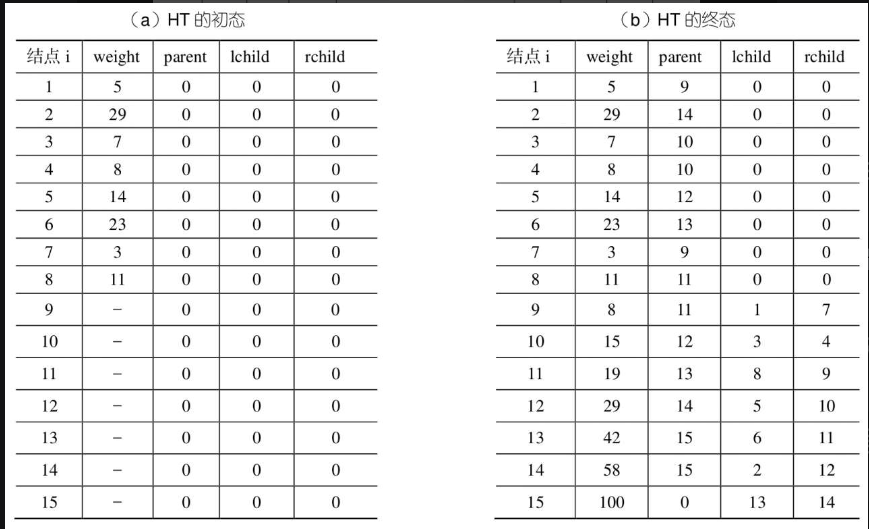 （a）HT 的初态
结点 i weight parent lchild rchild
1 5 0 0 0
2 29 0 0 0
3 7 0 0 0
4 8 0 0 0
5 14 0 0 0
6 23 0 0 0
7 3 0 0 0
8 11 0 0 0
9 – 0 0 0
10 – 0 0 0
11 – 0 0 0
12 – 0 0 0
13 – 0 0 0
14 – 0 0 0
15 – 0 0 0
（b）HT的终态
结点 i weight parent lchild rchild
1 5 9 0 0
2 29 14 0 0
3 7 10 0 0
4 8 10 0 0
5 14 12 0 0
6 23 13 0 0
7 3 9 0 0
8 11 11 0 0
9 8 11 1 7
10 15 12 3 4
11 19 13 8 9
12 29 14 5 10
13 42 15 6 11
14 58 15 2 12
15 100 0 13 14